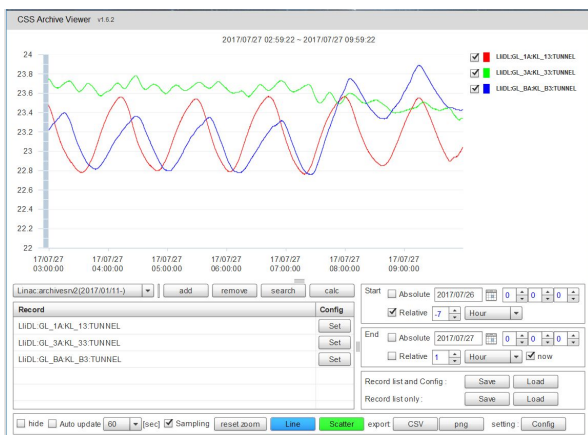 CSS Archive Viewer v1.6.2
2017/07/27 02:59:22 ~ 2017/07/27 09:59:22
24
23.8
23.6
23.4
23.2
23
22.8
22.6
22.4
22.2
22
LIiDL:GL_1A:KL_13:TUNNEL
LIiDL:GL_3A:KL_33:TUNNEL
LIiDL:GL_BA:KL_B3:TUNNEL
17/07/27 17/07/27 17/07/27 17/07/27 17/07/27 17/07/27 17/07/27
03:00:00 04:00:00 05:00:00 06:00:00 07:00:00 08:00:00 09:00:00
Linac archivesrv2(2017/01/11-) add remove search calc
Record Config
LIiDL:GL_1A:KL_13:TUNNEL Set
LIiDL:GL_3A:KL_33:TUNNEL Set
LIiDL:GL_BA:KL_B3:TUNNEL Set
Start Absolute 2017/07/26 0 : 0 : 0
Relative -7 Hour
End Absolute 2017/07/27 0 : 0 : 0
Relative 1 Hour now
Record list and Config : Save Load
Record list only : Save Load
hide Auto update 60 [sec] Sampling reset zoom Line Scatter export CSV png setting : Config